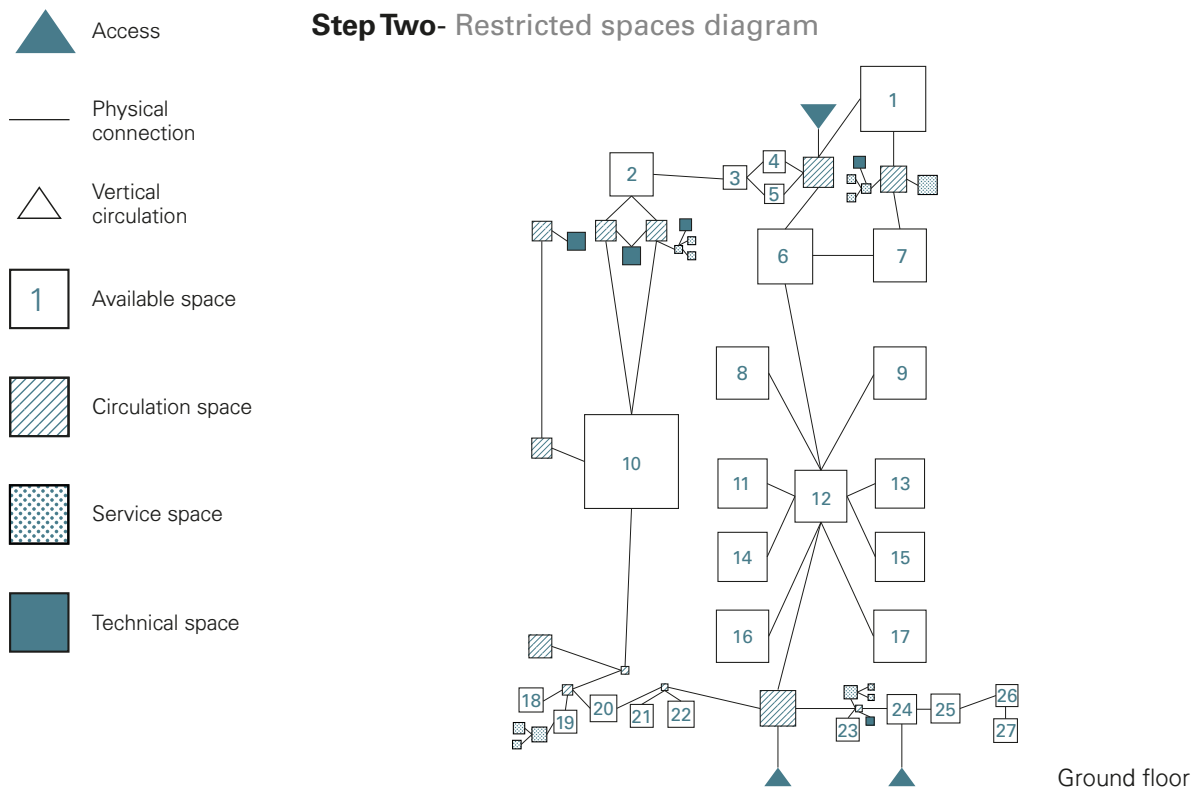 Step Two- Restricted spaces diagram
Access
Physical
connection
Vertical
circulation
1
Available space
Circulation space
Service space
Technical space
1
2
3
4
5
6
7
8
9
10
11
12
13
14
15
16
17
18
19
20
21
22
23
24
25
26
27
Ground floor